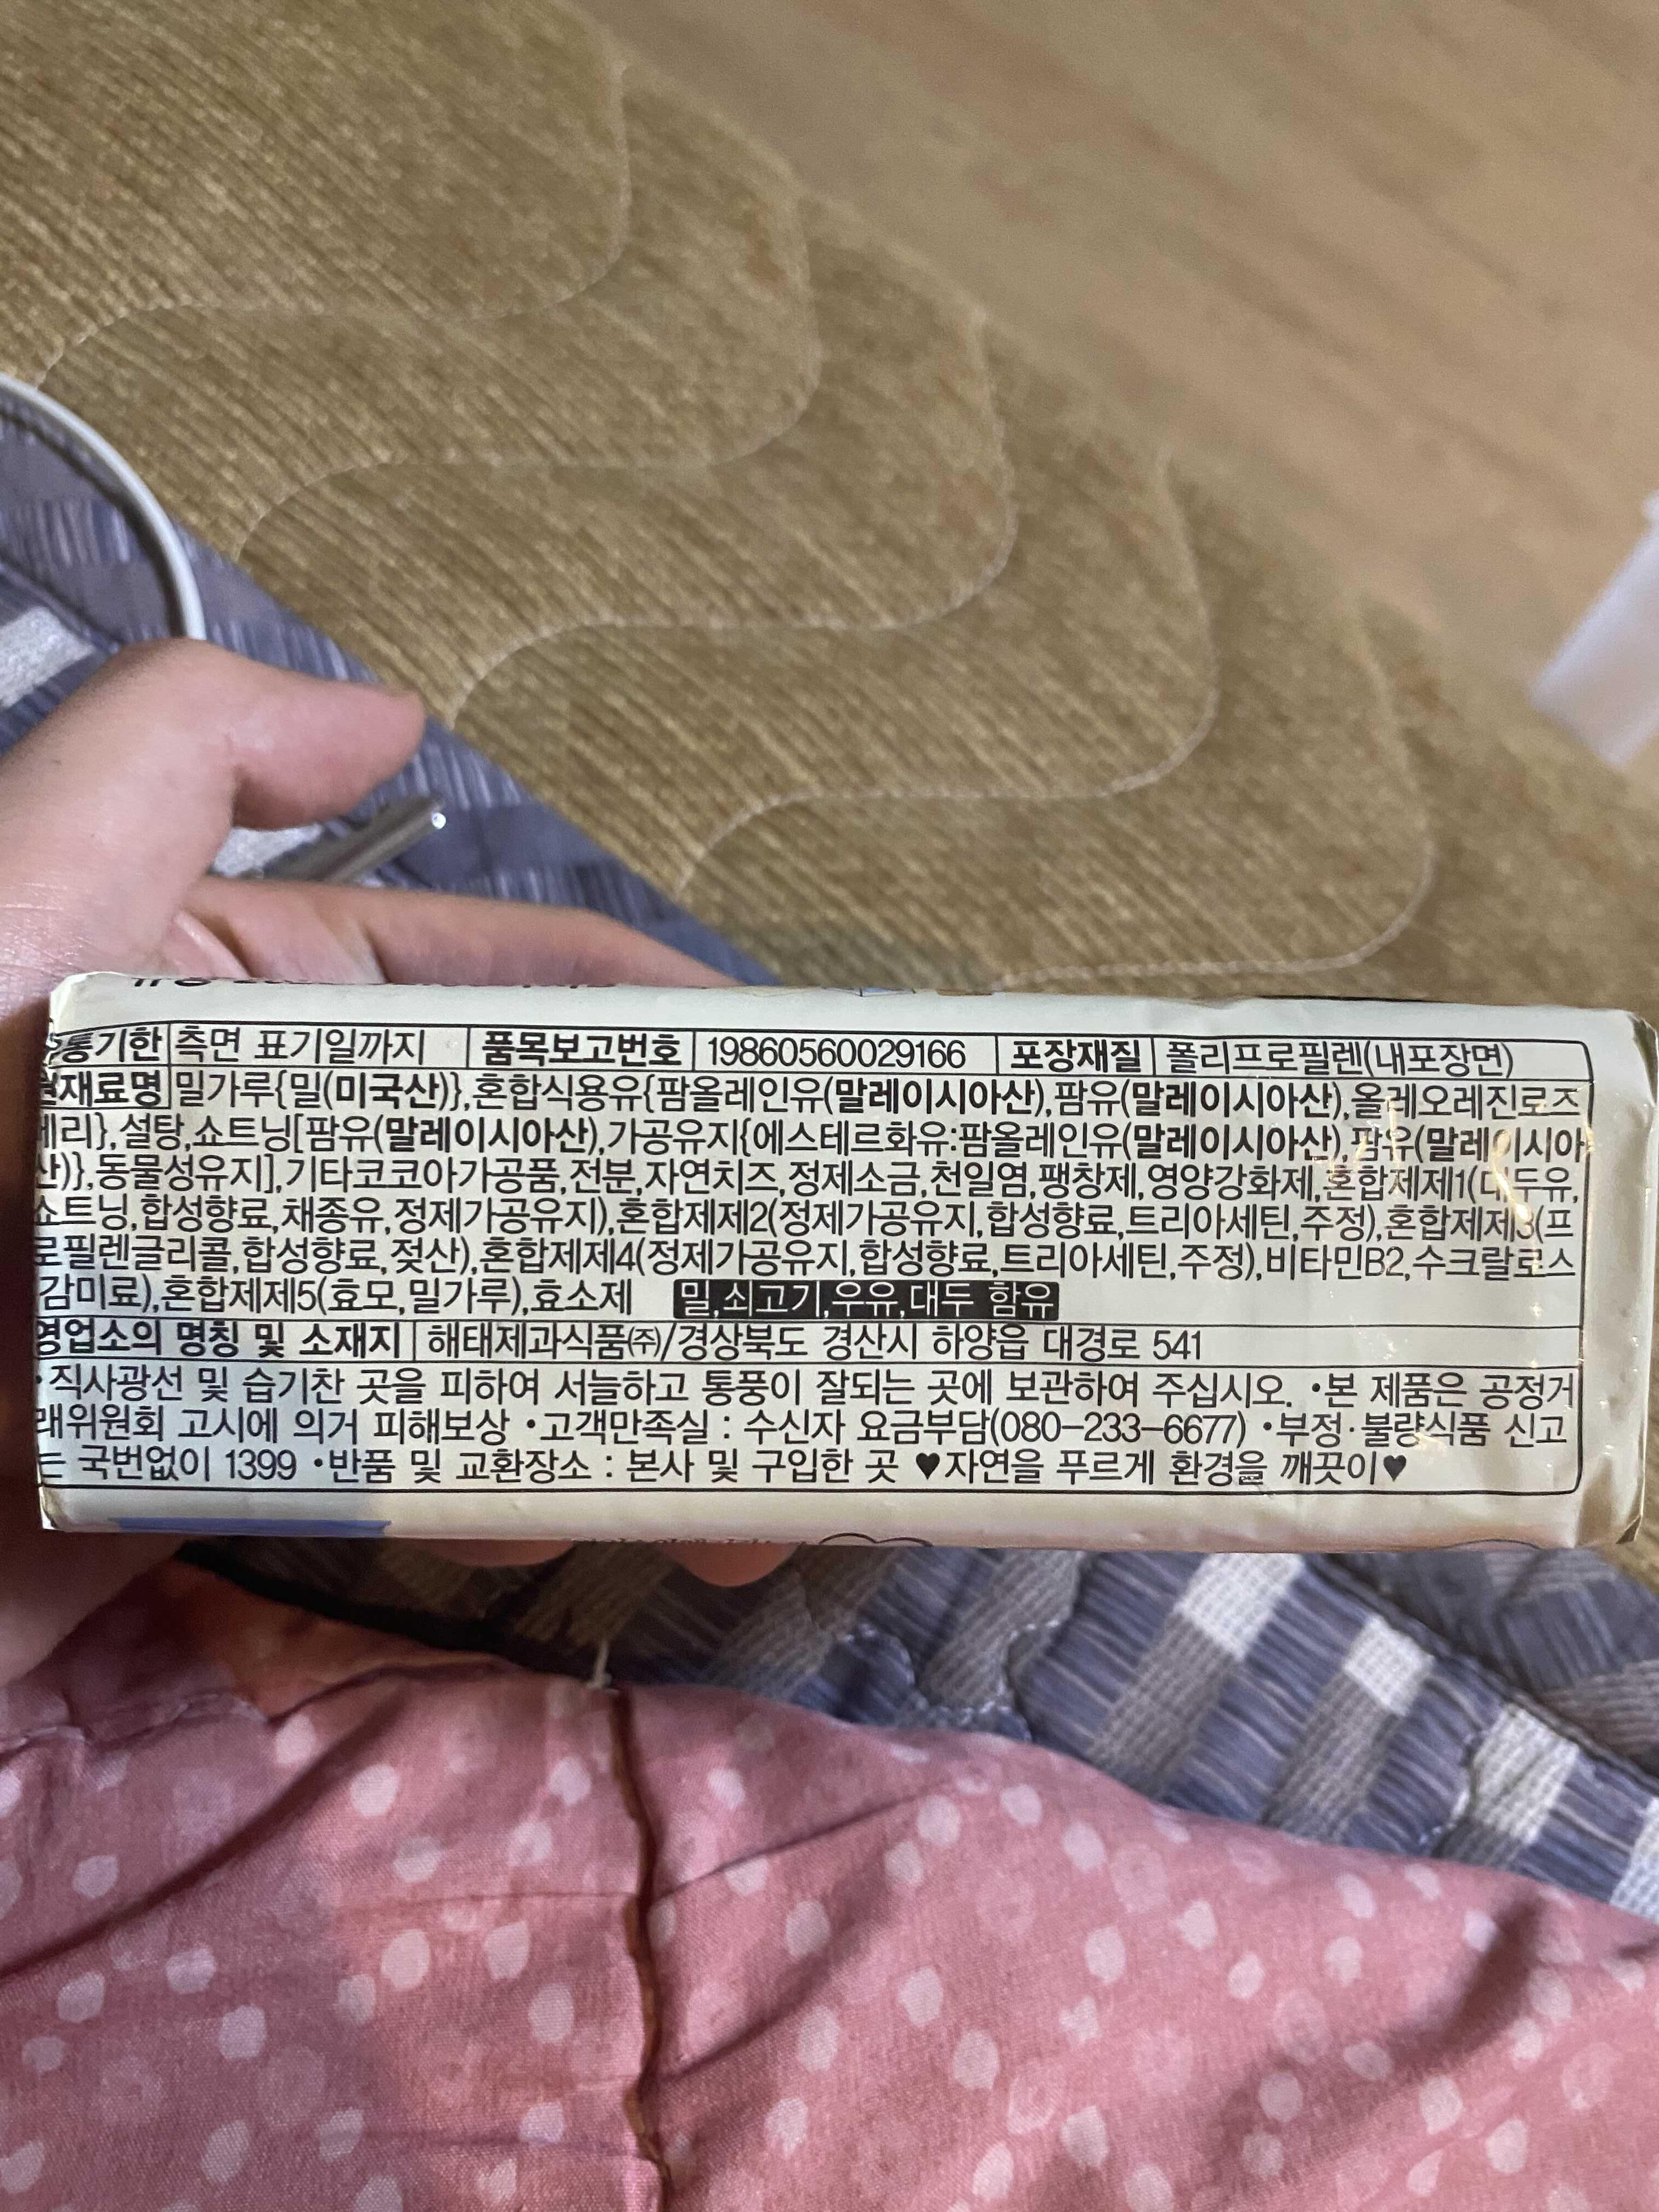 통기한 측면 표기일까지 품목보고번호 19860560029166 포장재질 폴리프로필렌(내포장면)
재료명 밀가루{밀(미국산)},혼합식용유{팜올레인유(말레이시아산),팜유(말레이시아산),올레오레진로즈
메리},설탕,쇼트닝[팜유(말레이시아산),가공유지{에스테르화유:팜올레인유(말레이시아산),팜유(말레이시아
산)},동물성유지],기타코코아가공품,전분,자연치즈,정제소금,천일염,팽창제,영양강화제,혼합제제1(대두유,
쇼트닝,합성향료,채종유,정제가공유지),혼합제제2(정제가공유지,합성향료,트리아세틴,주정),혼합제제3(프
로필렌글리콜,합성향료,젖산),혼합제제4(정제가공유지,합성향료,트리아세틴,주정),비타민B2,수크랄로스
감미료),혼합제제5(효모,밀가루),효소제 밀,쇠고기,우유,대두 함유
영업소의 명칭 및 소재지 해태제과식품㈜/경상북도 경산시 하양읍 대경로 541
•직사광선 및 습기찬 곳을 피하여 서늘하고 통풍이 잘되는 곳에 보관하여 주십시오. •본 제품은 공정거
래위원회 고시에 의거 피해보상 •고객만족실 : 수신자 요금부담(080-233-6677) •부정·불량식품 신고
는 국번없이 1399 •반품 및 교환장소 : 본사 및 구입한 곳 ♥자연을 푸르게 환경을 깨끗이♥